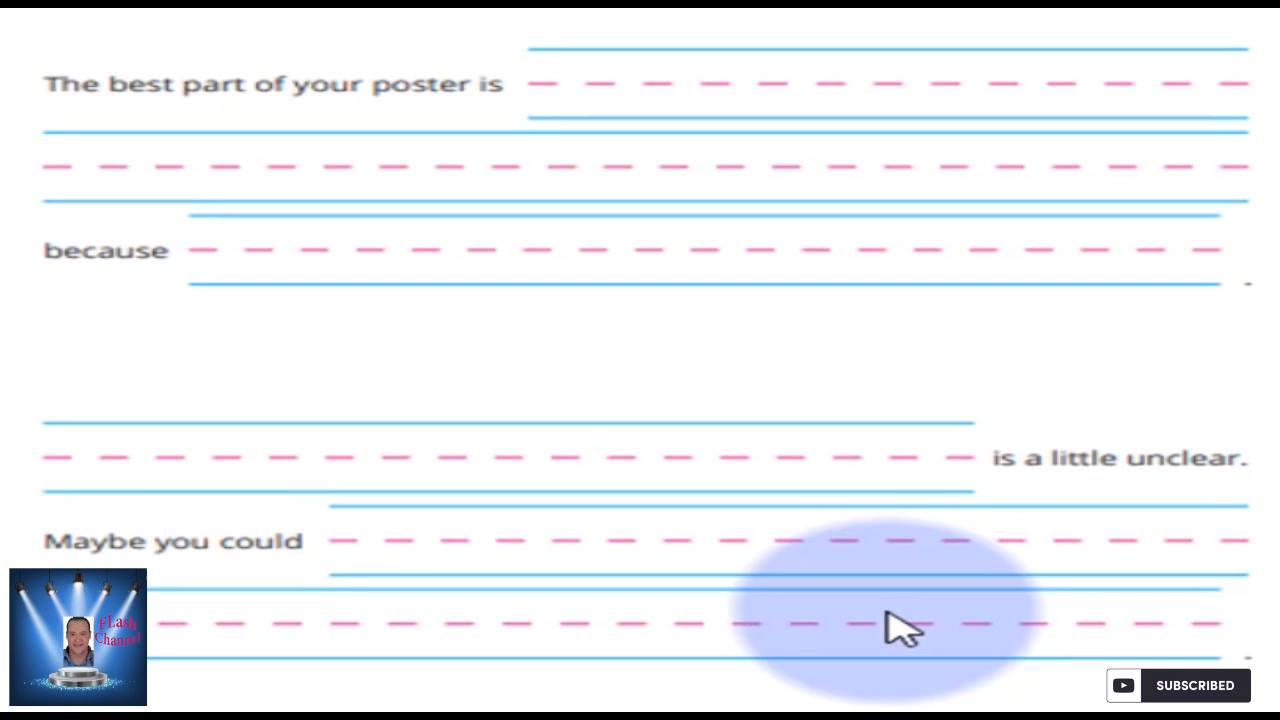 The best part of your poster is
because .
is a little unclear.
Maybe you could
.
FLash
Channel
SUBSCRIBED